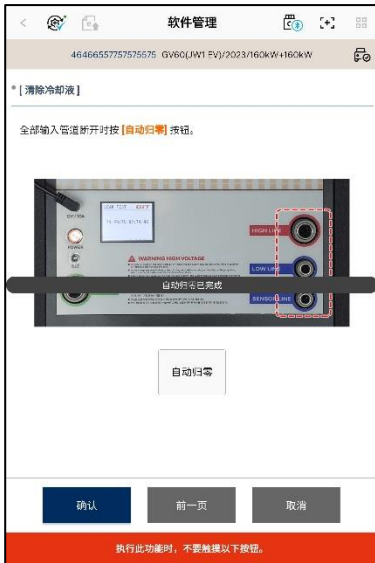 软件管理
46466557757575575 GV60(JW1 EV)/2023/160kW+160kW
[清除冷却液]
全部输入管道断开时按 [自动归零] 按钮。
POWER
WARNING HIGH VOLTAGE
HIGH LINE
LOW LINE
SENSOR LINE
自动归零已完成
自动归零
确认
前一页
取消
执行此功能时，不要触摸以下按钮。